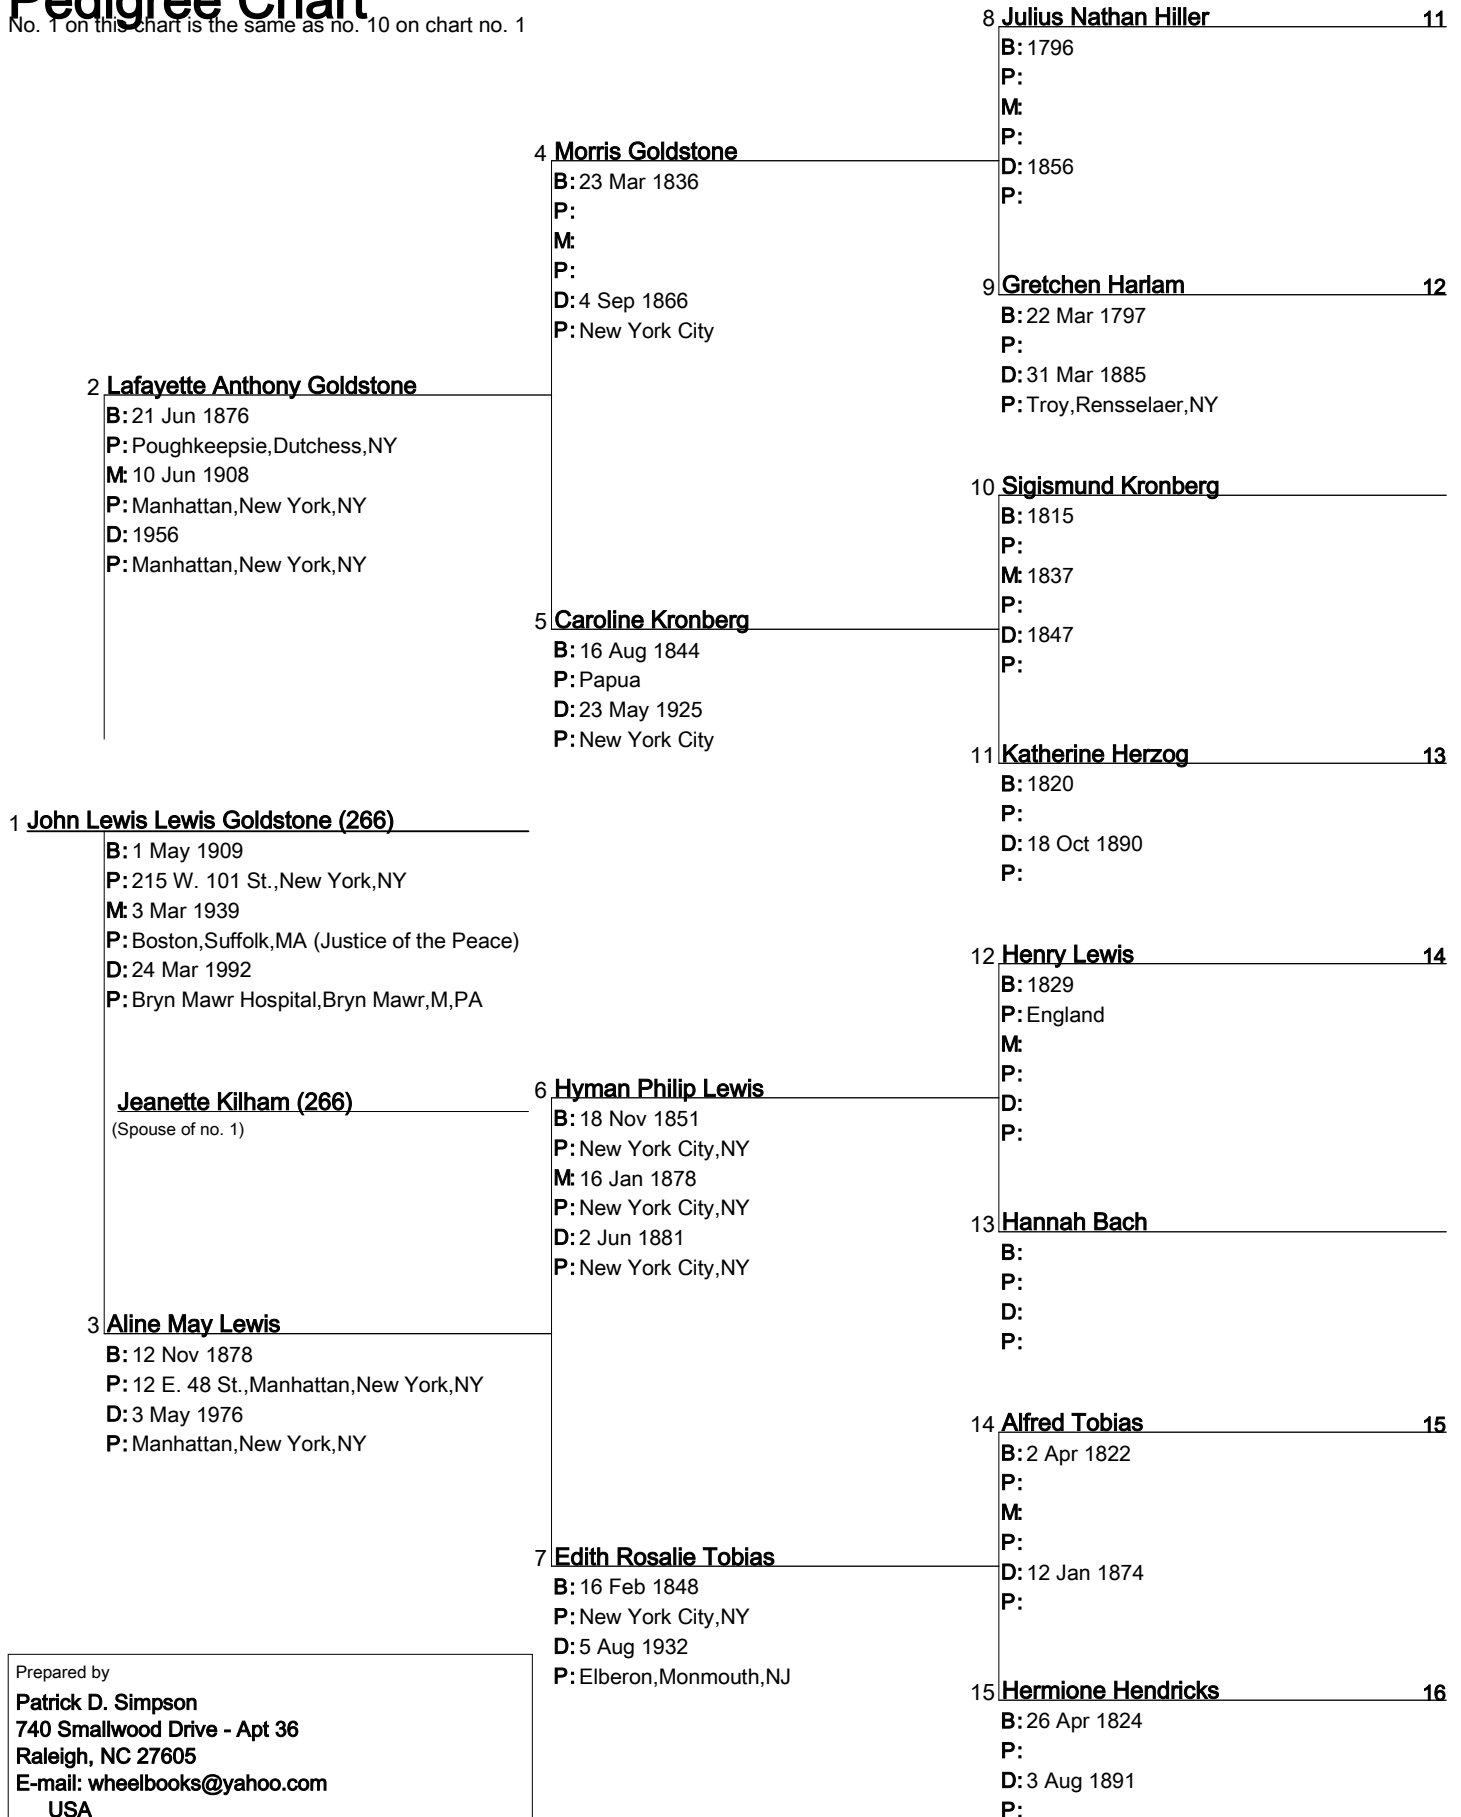 Pedigree Chart
No. 1 on this chart is the same as no. 10 on chart no. 1
8 Julius Nathan Hiller 11
B: 1796
P:
M:
P:
D: 1856
P:
4 Morris Goldstone
B: 23 Mar 1836
P:
M:
P:
D: 4 Sep 1866
P: New York City
9 Gretchen Harlam 12
B: 22 Mar 1797
P:
D: 31 Mar 1885
P: Troy,Rensselaer,NY
2 Lafayette Anthony Goldstone
B: 21 Jun 1876
P: Poughkeepsie,Dutchess,NY
M: 10 Jun 1908
P: Manhattan,New York,NY
D: 1956
P: Manhattan,New York,NY
10 Sigismund Kronberg
B: 1815
P:
M: 1837
P:
D: 1847
P:
5 Caroline Kronberg
B: 16 Aug 1844
P: Papua
D: 23 May 1925
P: New York City
11 Katherine Herzog 13
B: 1820
P:
D: 18 Oct 1890
P:
1 John Lewis Lewis Goldstone (266)
B: 1 May 1909
P: 215 W. 101 St.,New York,NY
M: 3 Mar 1939
P: Boston,Suffolk,MA (Justice of the Peace)
D: 24 Mar 1992
P: Bryn Mawr Hospital,Bryn Mawr,M,PA
Jeanette Kilham (266)
(Spouse of no. 1)
12 Henry Lewis 14
B: 1829
P: England
M:
P:
D:
P:
6 Hyman Philip Lewis
B: 18 Nov 1851
P: New York City,NY
M: 16 Jan 1878
P: New York City,NY
D: 2 Jun 1881
P: New York City,NY
13 Hannah Bach
B:
P:
D:
P:
3 Aline May Lewis
B: 12 Nov 1878
P: 12 E. 48 St.,Manhattan,New York,NY
D: 3 May 1976
P: Manhattan,New York,NY
14 Alfred Tobias 15
B: 2 Apr 1822
P:
M:
P:
D: 12 Jan 1874
P:
7 Edith Rosalie Tobias
B: 16 Feb 1848
P: New York City,NY
D: 5 Aug 1932
P: Elberon,Monmouth,NJ
15 Hermione Hendricks 16
B: 26 Apr 1824
P:
D: 3 Aug 1891
P:
Prepared by
Patrick D. Simpson
740 Smallwood Drive - Apt 36
Raleigh, NC 27605
E-mail: wheelbooks@yahoo.com
USA